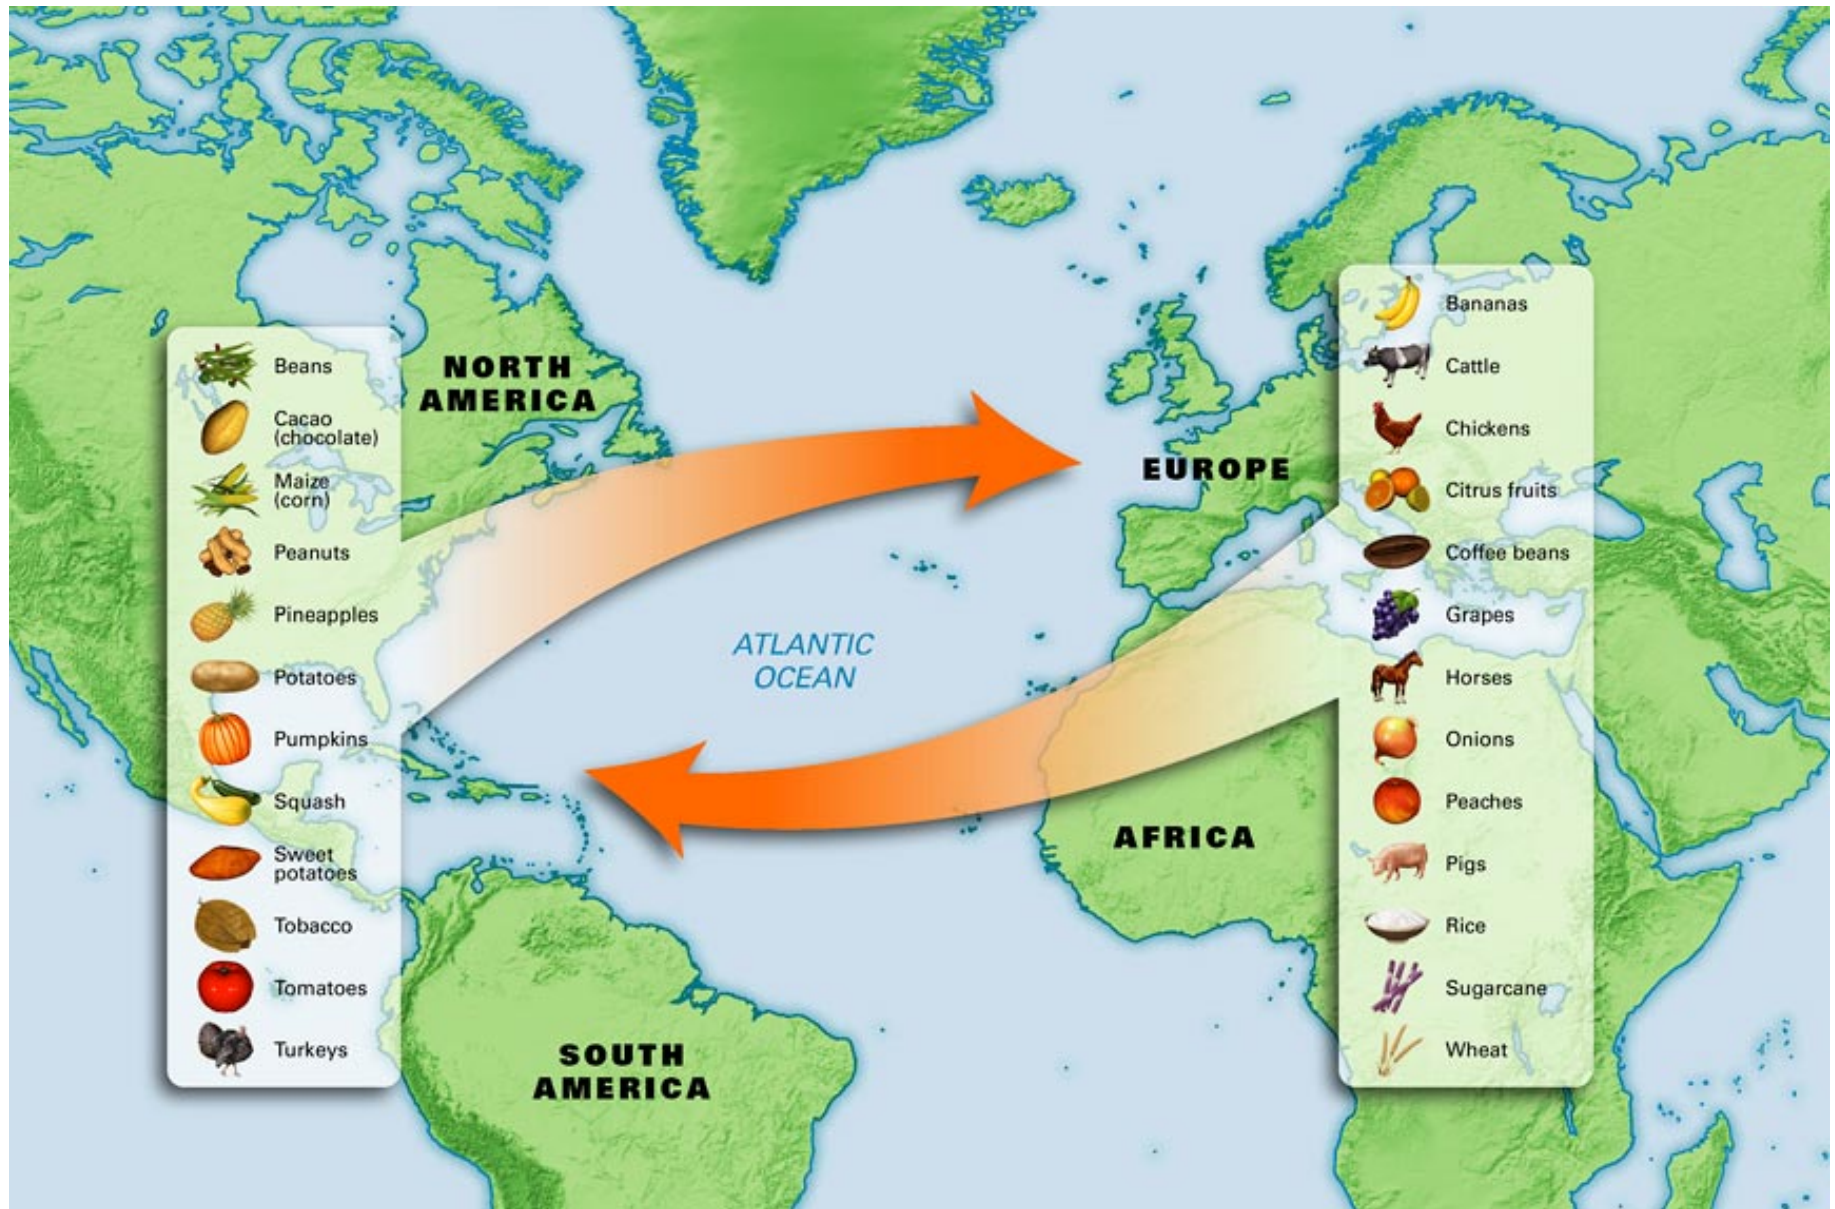 NORTH
AMERICA
EUROPE
ATLANTIC
OCEAN
AFRICA
SOUTH
AMERICA
Beans
Cacao
(chocolate)
Maize
(corn)
Peanuts
Pineapples
Potatoes
Pumpkins
Squash
Sweet
potatoes
Tobacco
Tomatoes
Turkeys
Bananas
Cattle
Chickens
Citrus fruits
Coffee beans
Grapes
Horses
Onions
Peaches
Pigs
Rice
Sugarcane
Wheat